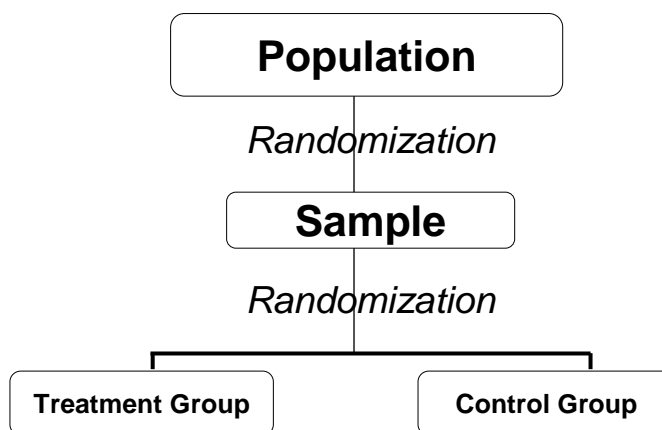 Population
Randomization
Sample
Randomization
Treatment Group
Control Group